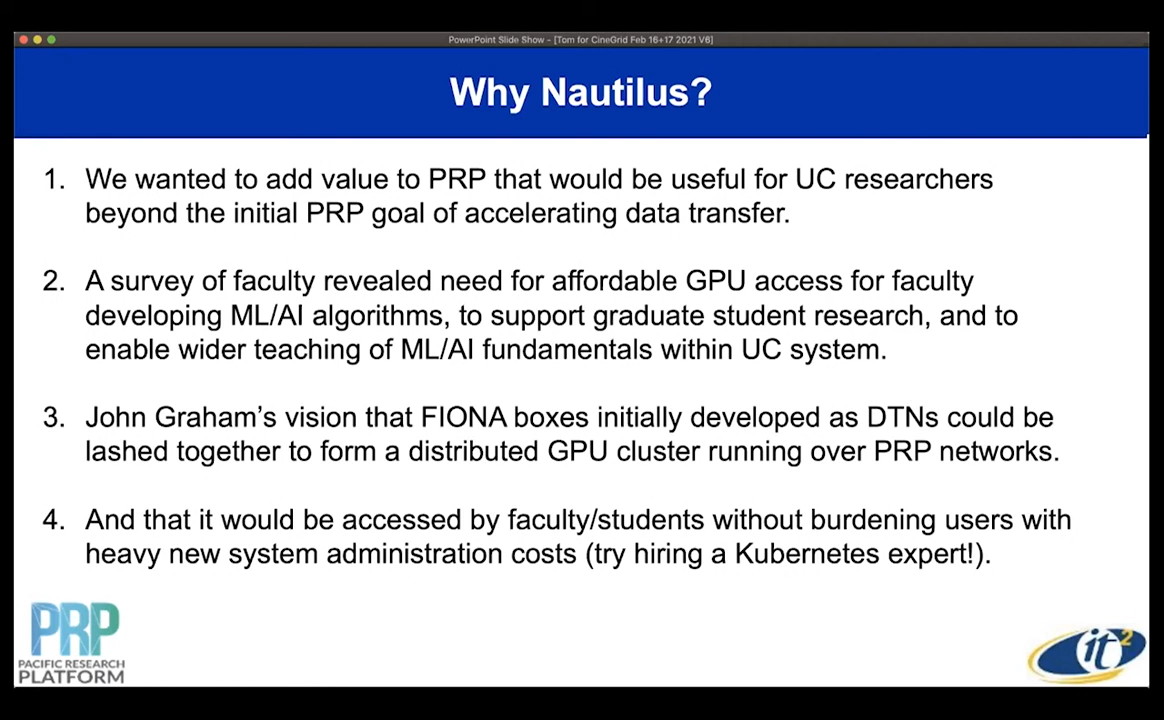 PowerPoint Slide Show - [Tom for CineGrid Feb 16+17 2021 V6]
Why Nautilus?
1. We wanted to add value to PRP that would be useful for UC researchers
beyond the initial PRP goal of accelerating data transfer.
2. A survey of faculty revealed need for affordable GPU access for faculty
developing ML/AI algorithms, to support graduate student research, and to
enable wider teaching of ML/AI fundamentals within UC system.
3. John Graham’s vision that FIONA boxes initially developed as DTNs could be
lashed together to form a distributed GPU cluster running over PRP networks.
4. And that it would be accessed by faculty/students without burdening users with
heavy new system administration costs (try hiring a Kubernetes expert!).
PRP
PACIFIC RESEARCH
PLATFORM
it2